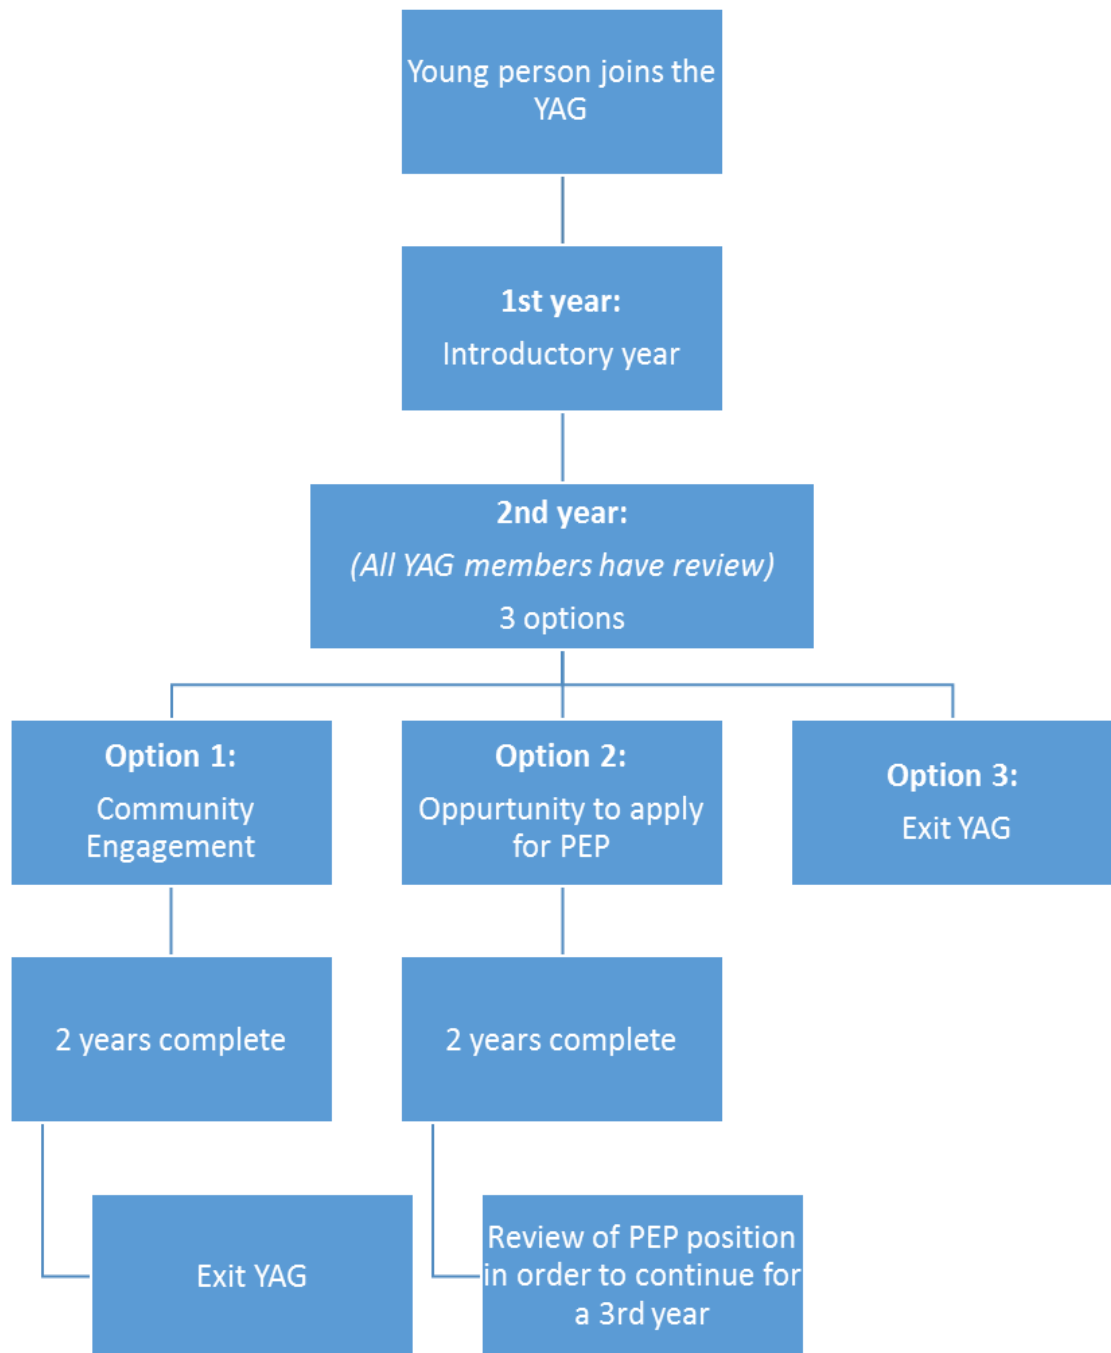 Young person joins the
YAG
1st year:
Introductory year
2nd year:
(All YAG members have review)
3 options
Option 1:
Community
Engagement
Option 2:
Oppurtunity to apply
for PEP
Option 3:
Exit YAG
2 years complete
2 years complete
Exit YAG
Review of PEP position
in order to continue for
a 3rd year